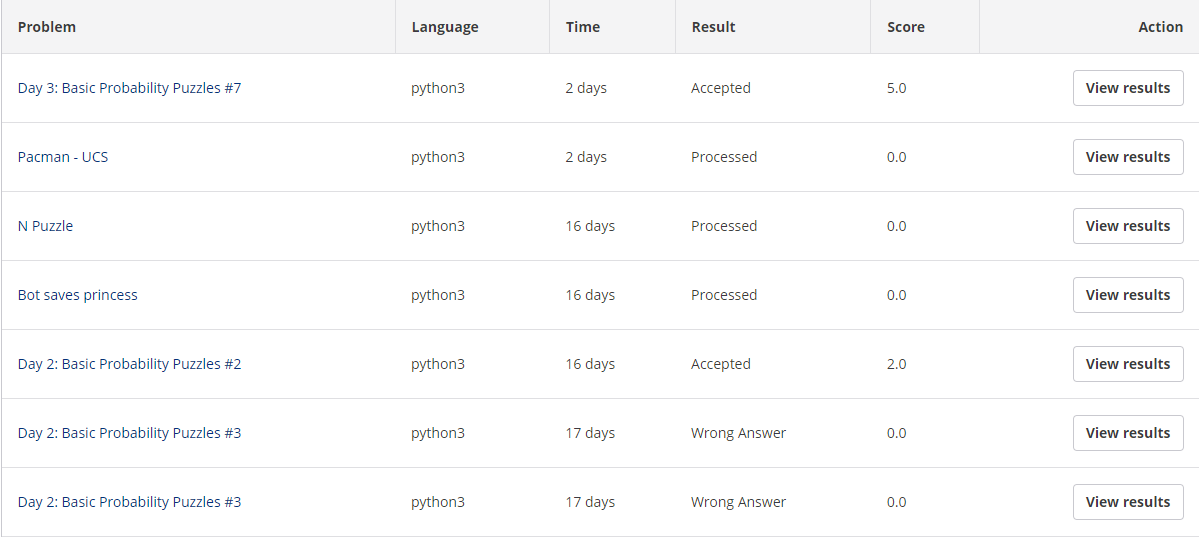 Problem Language Time Result Score Action
Day 3: Basic Probability Puzzles #7 python3 2 days Accepted 5.0 View results
Pacman - UCS python3 2 days Processed 0.0 View results
N Puzzle python3 16 days Processed 0.0 View results
Bot saves princess python3 16 days Processed 0.0 View results
Day 2: Basic Probability Puzzles #2 python3 16 days Accepted 2.0 View results
Day 2: Basic Probability Puzzles #3 python3 17 days Wrong Answer 0.0 View results
Day 2: Basic Probability Puzzles #3 python3 17 days Wrong Answer 0.0 View results